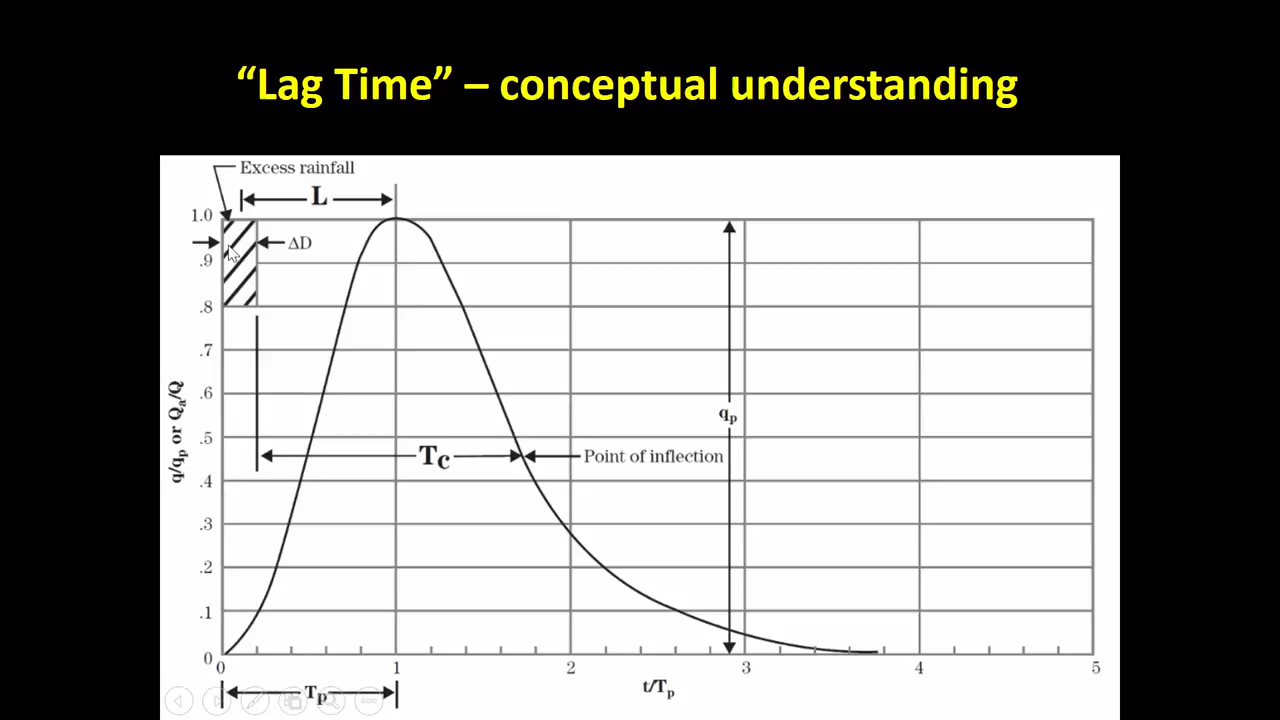 “Lag Time” – conceptual understanding
Excess rainfall
L
1.0
ΔD
.9
.8
.7
.6
.5
.4
.3
.2
.1
0
q/qp or Qa/Q
qp
Tc
Point of inflection
0 1 2 3 4 5
Tp
t/Tp